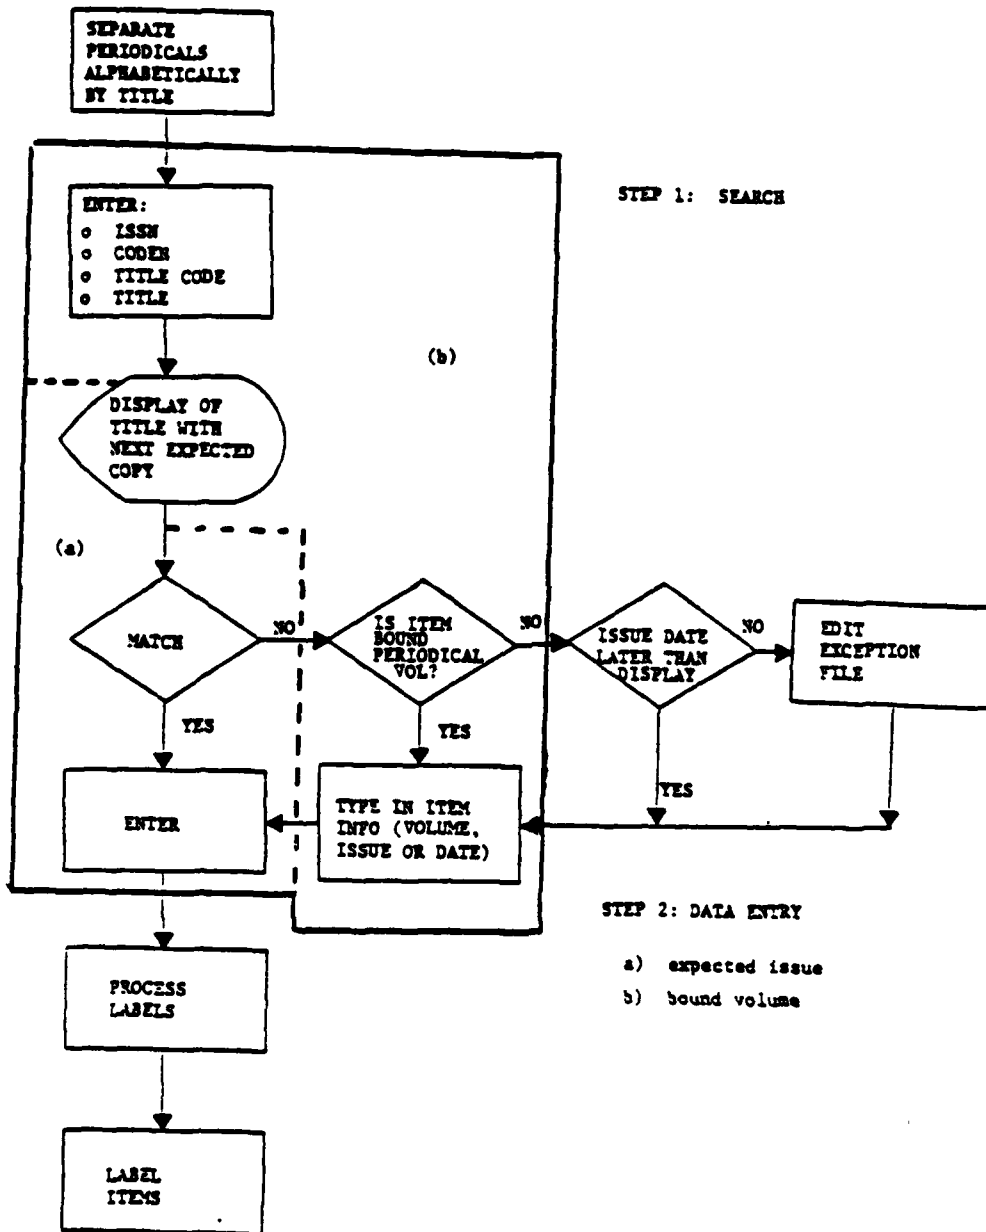 SEPARATE
PERIODICALS
ALPHABETICALLY
BY TITLE
STEP 1: SEARCH
ENTER:
o ISSN
o CODEN
o TITLE CODE
o TITLE
(b)
DISPLAY OF
TITLE WITH
NEXT EXPECTED
COPY
(a)
MATCH
NO
IS ITEM
BOUND
PERIODICAL
VOL?
NO
ISSUE DATE
LATER THAN
DISPLAY
NO
EDIT
EXCEPTION
FILE
YES
YES
YES
ENTER
TYPE IN ITEM
INFO (VOLUME,
ISSUE OR DATE)
STEP 2: DATA ENTRY
a) expected issue
b) bound volume
PROCESS
LABELS
LABEL
ITEMS